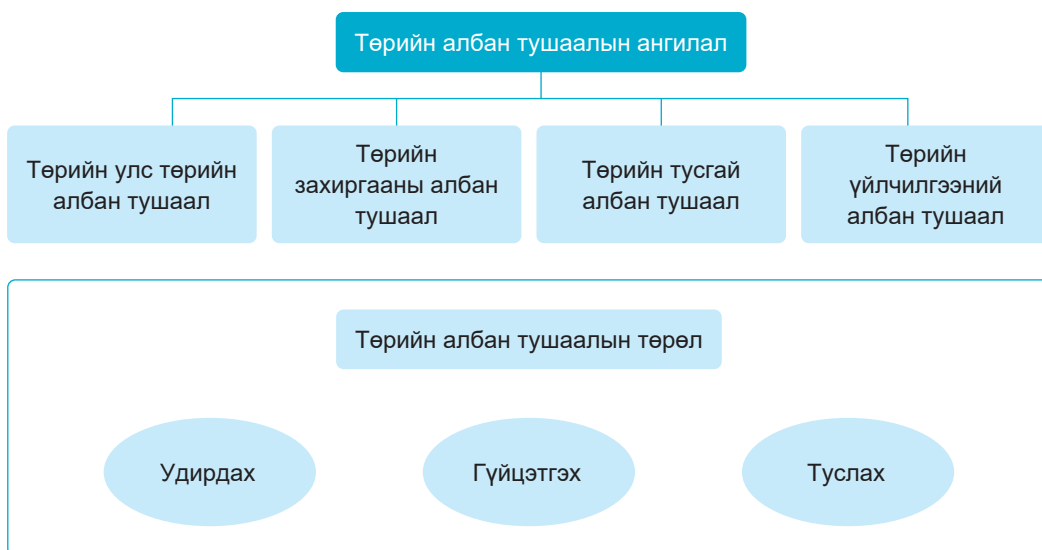 Төрийн албан тушаалын ангилал
Төрийн улс төрийн
албан тушаал
Төрийн
захиргааны албан
тушаал
Төрийн тусгай
албан тушаал
Төрийн
үйлчилгээний
албан тушаал
Төрийн албан тушаалын төрөл
Удирдах
Гүйцэтгэх
Туслах